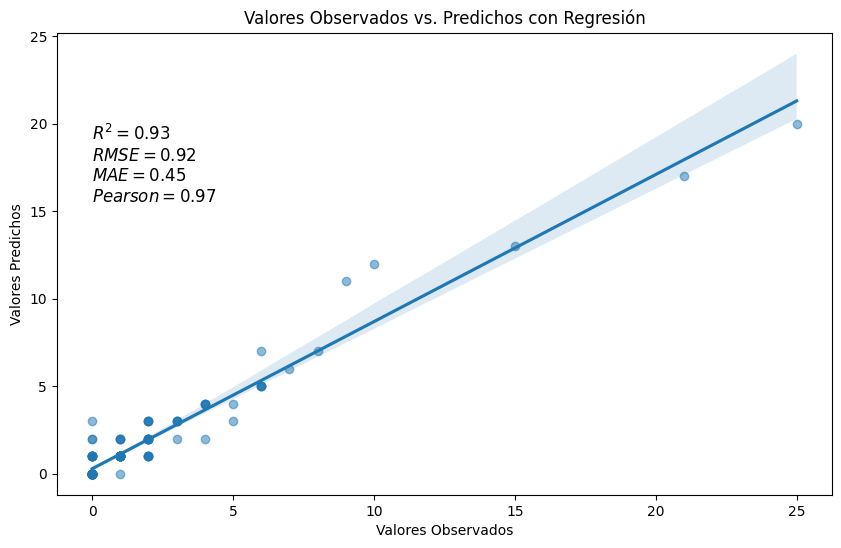 Valores Observados vs. Predichos con Regresión
25
20
15
10
5
0
Valores Predichos
R² = 0.93
RMSE = 0.92
MAE = 0.45
Pearson = 0.97
0 5 10 15 20 25
Valores Observados